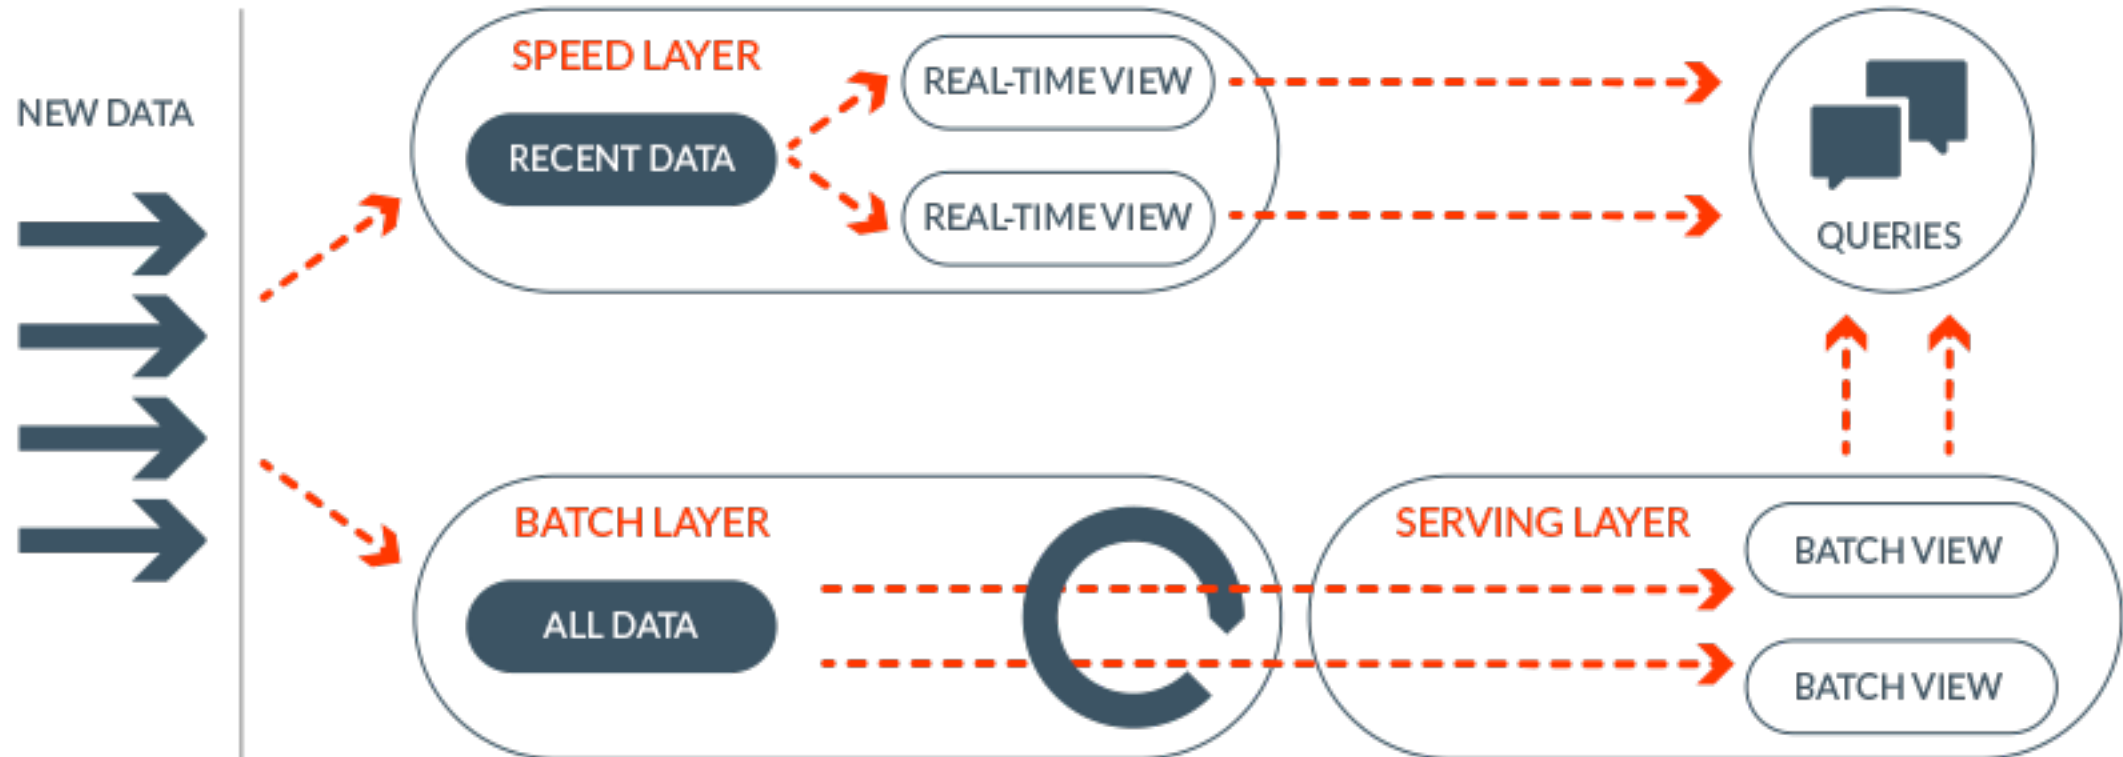 NEW DATA
SPEED LAYER
RECENT DATA
REAL-TIME VIEW
REAL-TIME VIEW
QUERIES
BATCH LAYER
ALL DATA
SERVING LAYER
BATCH VIEW
BATCH VIEW